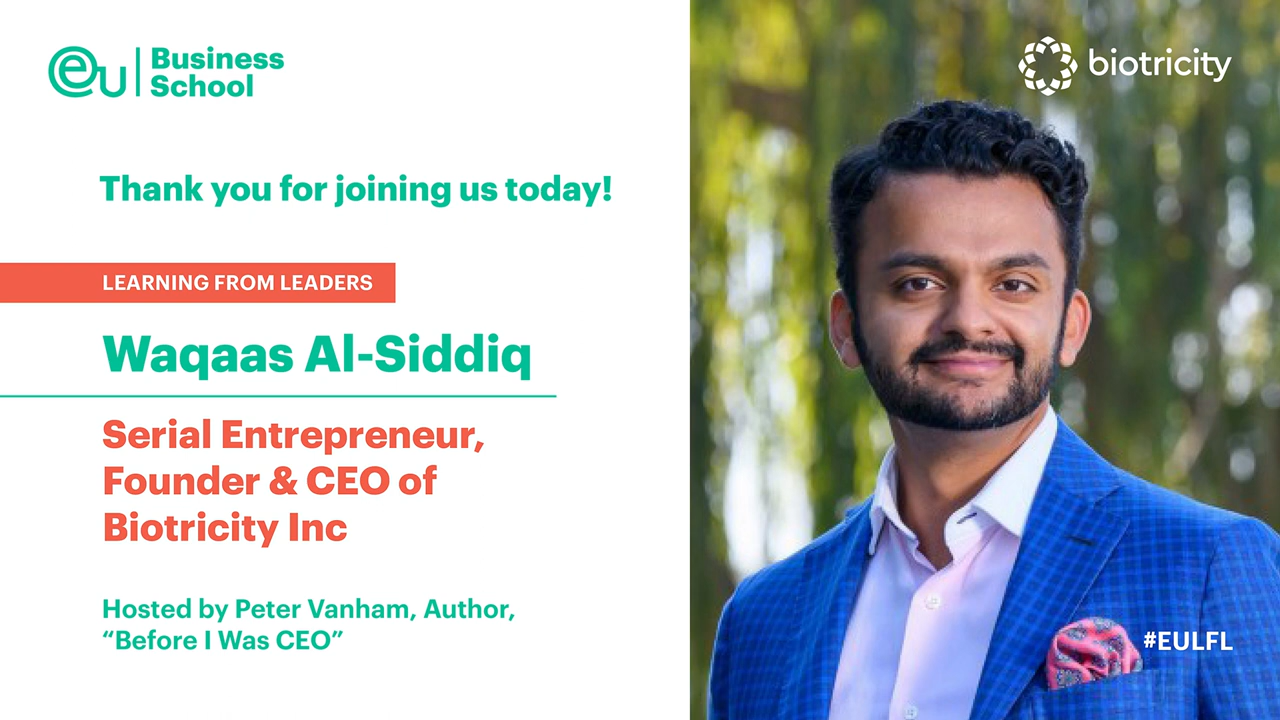 eu Business School
biotricity
Thank you for joining us today!
LEARNING FROM LEADERS
Waqaas Al-Siddiq
Serial Entrepreneur,
Founder & CEO of
Biotricity Inc
Hosted by Peter Vanham, Author,
“Before I Was CEO”
#EULFL